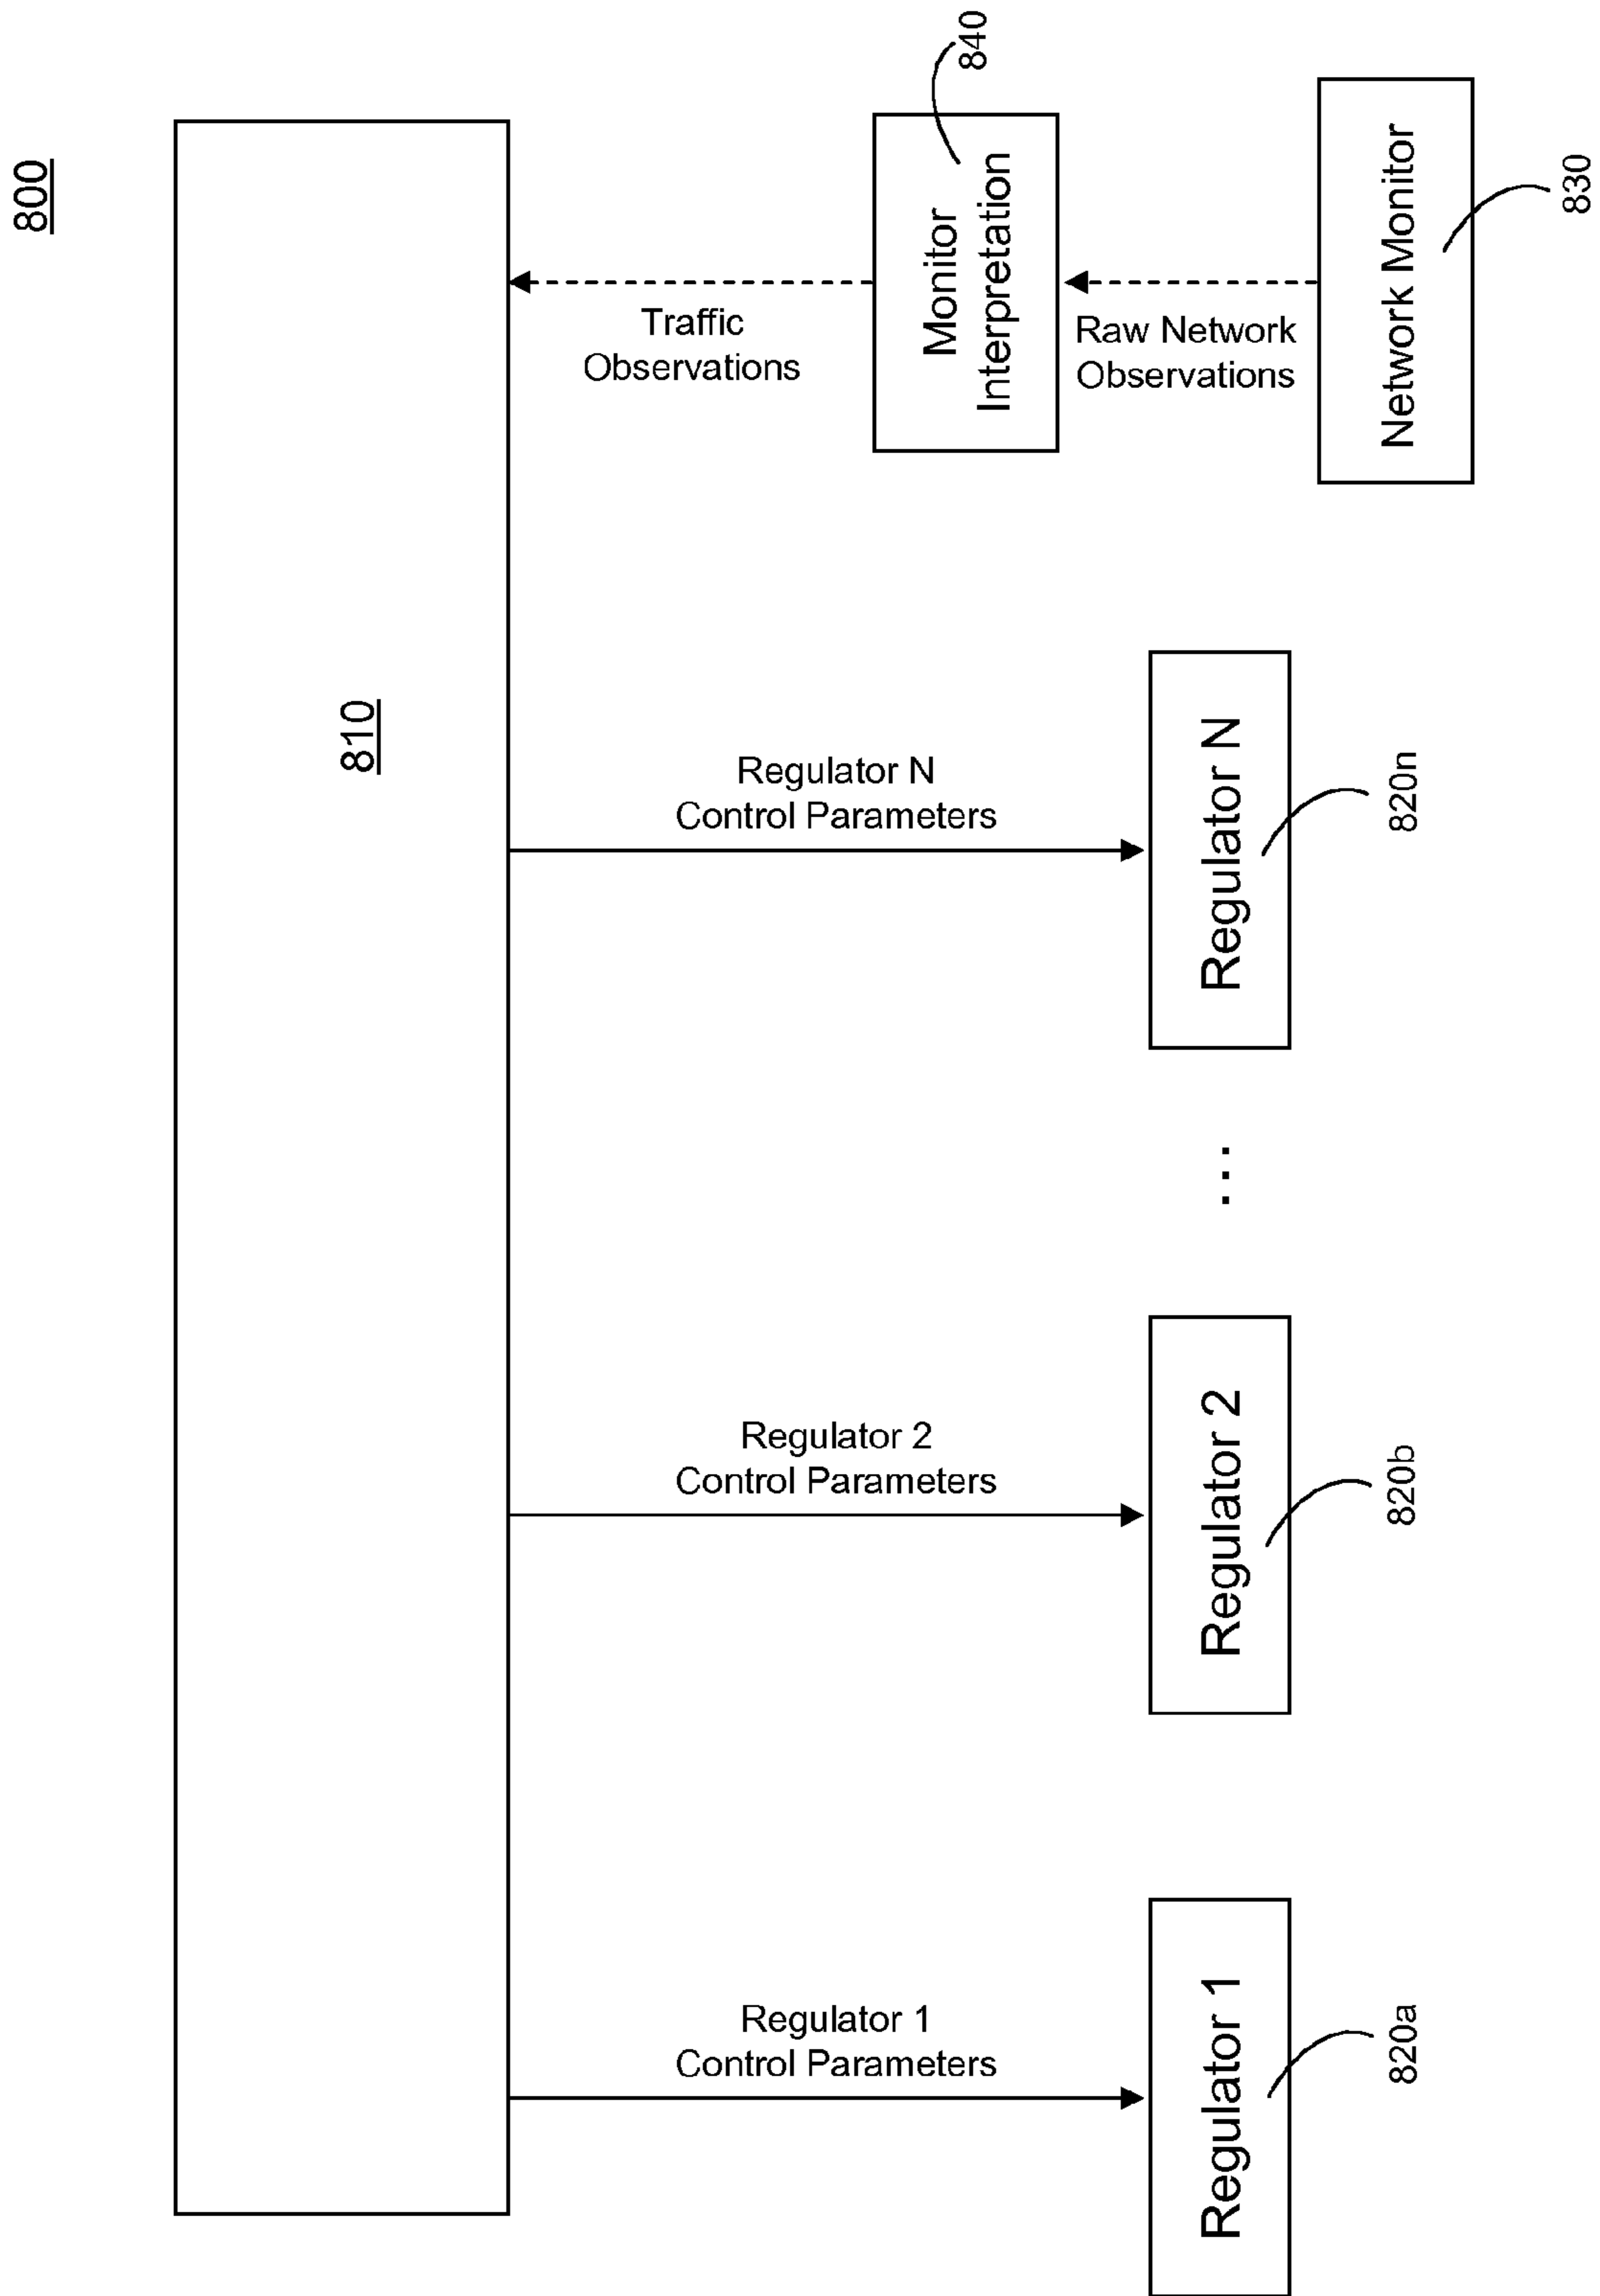 800
810
Regulator 1
Control Parameters
Regulator 2
Control Parameters
Regulator N
Control Parameters
Traffic
Observations
Monitor
Interpretation
840
Raw Network
Observations
Regulator 1
820a
Regulator 2
820b
...
Regulator N
820n
Network Monitor
830